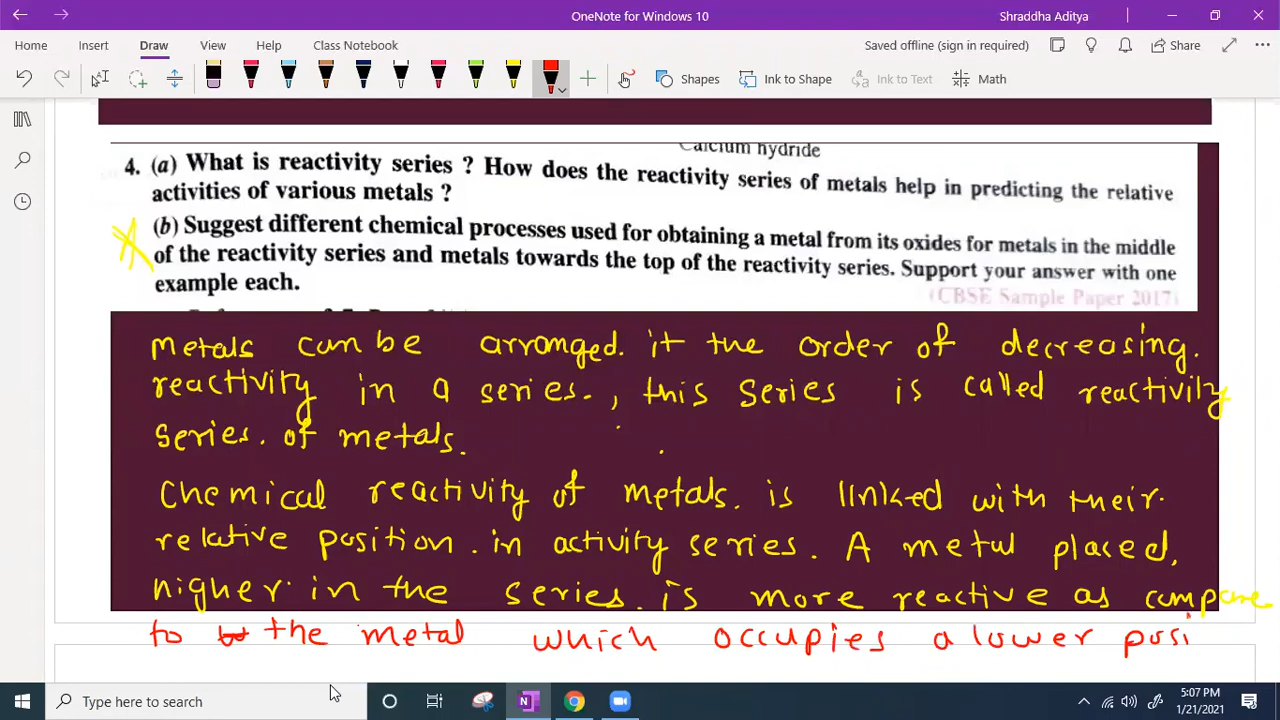 OneNote for Windows 10
Shraddha Aditya
Home Insert Draw View Help Class Notebook
Saved offline (sign in required)
Share
Shapes
Ink to Shape
Ink to Text
Math
Calcium hydride
4. (a) What is reactivity series ? How does the reactivity series of metals help in predicting the relative
activities of various metals ?
(b) Suggest different chemical processes used for obtaining a metal from its oxides for metals in the middle
of the reactivity series and metals towards the top of the reactivity series. Support your answer with one
example each.
(CBSE Sample Paper 2017)
Metals can be arranged. it the order of decreasing.
reactivity in a series. , this series is called reactivity
series. of metals.
Chemical reactivity of metals. is linked with their
relative position. in activity series. A metal placed,
higher in the series. is more reactive as compare
to the metal which occupies a lower posi
Type here to search
5:07 PM
1/21/2021